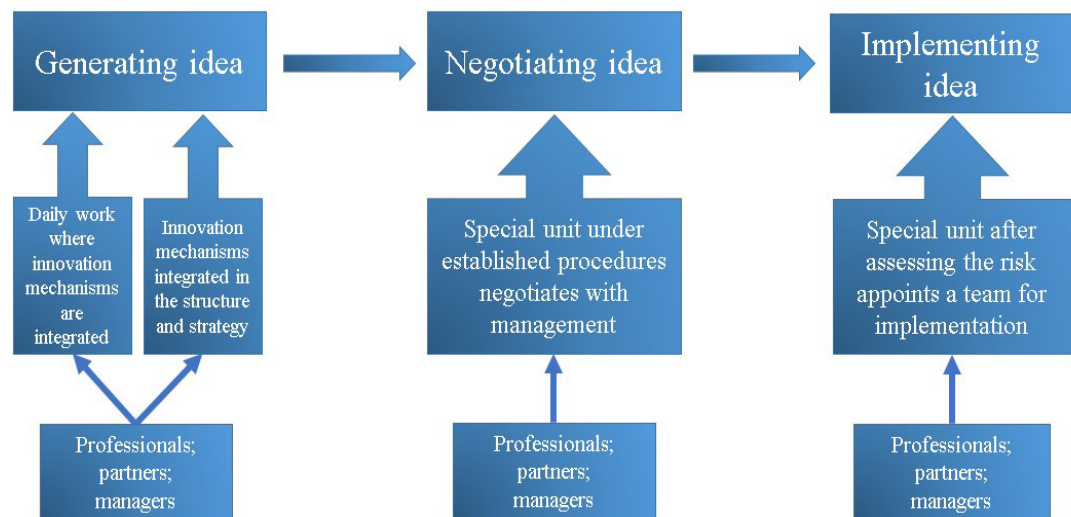 Generating idea
Negotiating idea
Implementing
idea
Daily work
where
innovation
mechanisms
are
integrated
Innovation
mechanisms
integrated in
the structure
and strategy
Special unit under
established procedures
negotiates with
management
Special unit after
assessing the risk
appoints a team for
implementation
Professionals;
partners;
managers
Professionals;
partners;
managers
Professionals;
partners;
managers